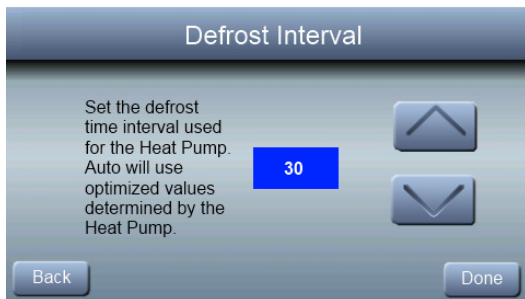 Defrost Interval
Set the defrost
time interval used
for the Heat Pump.
Auto will use
optimized values
determined by the
Heat Pump.
30
Back
Done